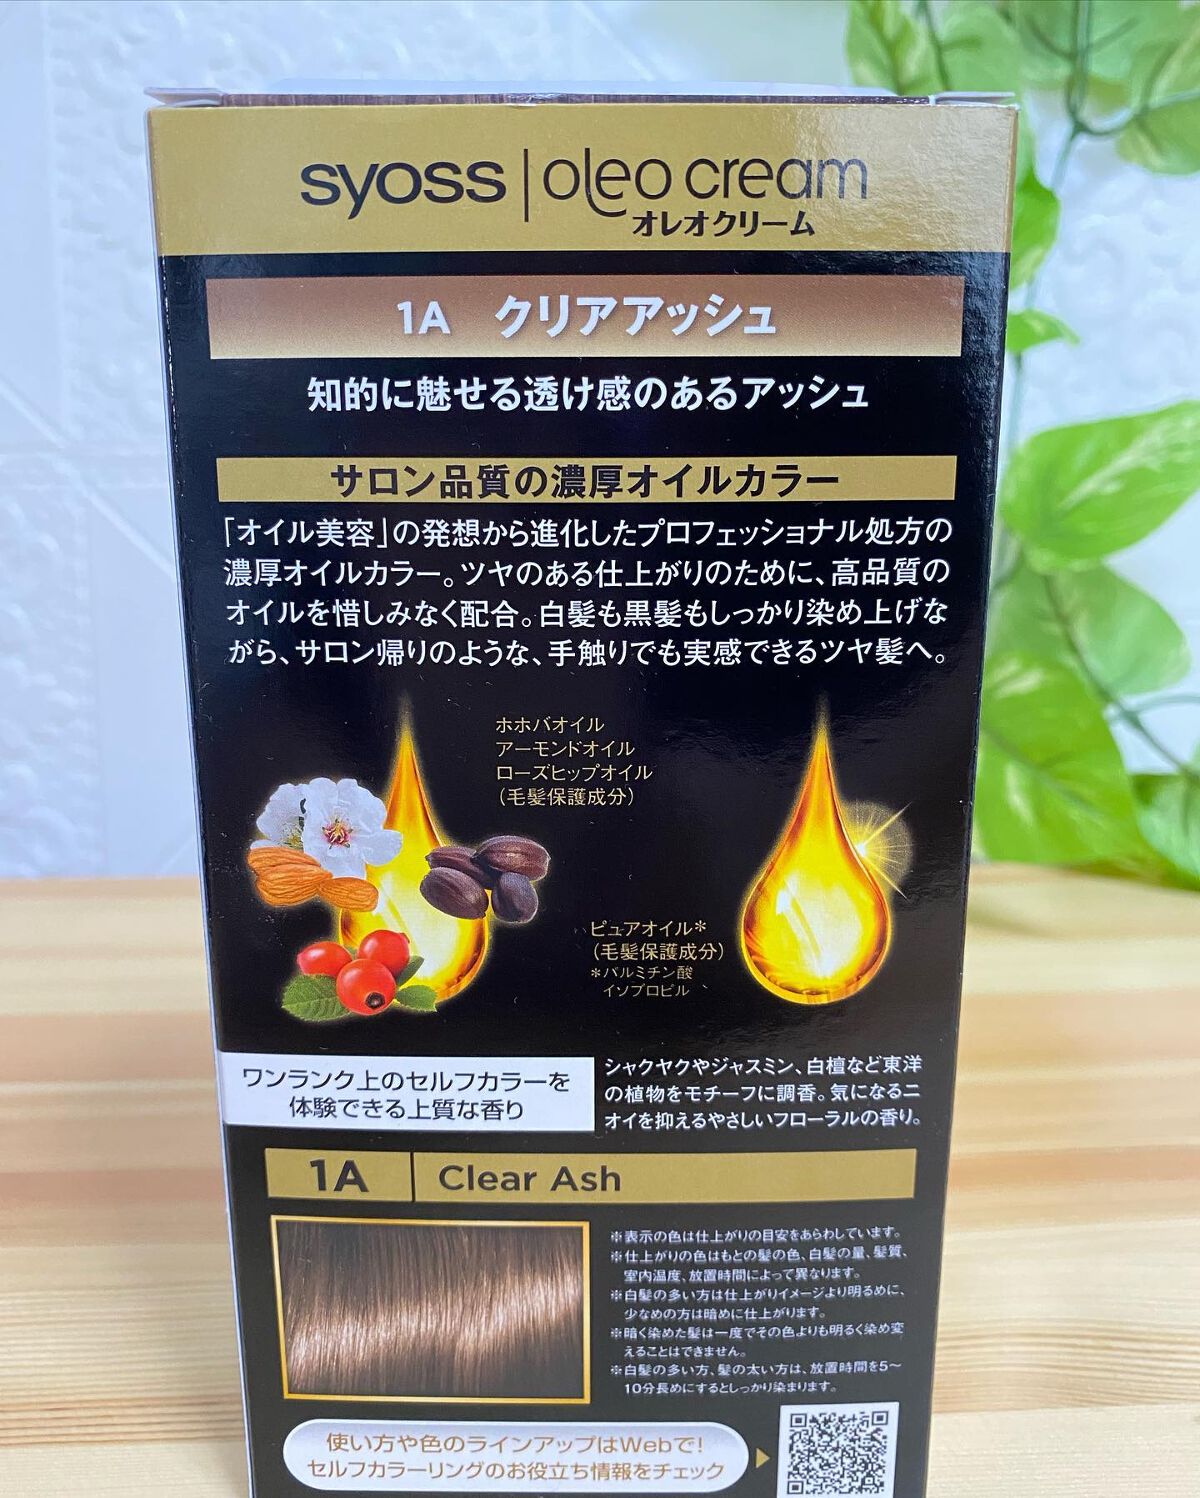 syoss | oleo cream
オレオクリーム
1A クリアアッシュ
知的に魅せる透け感のあるアッシュ
サロン品質の濃厚オイルカラー
「オイル美容」の発想から進化したプロフェッショナル処方の
濃厚オイルカラー。ツヤのある仕上がりのために、高品質の
オイルを惜しみなく配合。白髪も黒髪もしっかり染め上げな
がら、サロン帰りのような、手触りでも実感できるツヤ髪へ。
ホホバオイル
アーモンドオイル
ローズヒップオイル
(毛髪保護成分)
ピュアオイル*
(毛髪保護成分)
*パルミチン酸
イソプロピル
ワンランク上のセルフカラーを
体験できる上質な香り
シャクヤクやジャスミン、白檀など東洋
の植物をモチーフに調香。気になるニ
オイを抑えるやさしいフローラルの香り。
1A Clear Ash
※表示の色は仕上がりの目安をあらわしています。
※仕上がりの色はもとの髪の色、白髪の量、髪質、
室内温度、放置時間によって異なります。
※白髪の多い方は仕上がりイメージより明るめに、
少なめの方は暗めに仕上がります。
※暗く染めた髪は一度でその色よりも明るく染め変
えることはできません。
※白髪の多い方、髪の太い方は、放置時間を5〜
10分長めにするとしっかり染まります。
使い方や色のラインアップはWebで!
セルフカラーリングのお役立ち情報をチェック